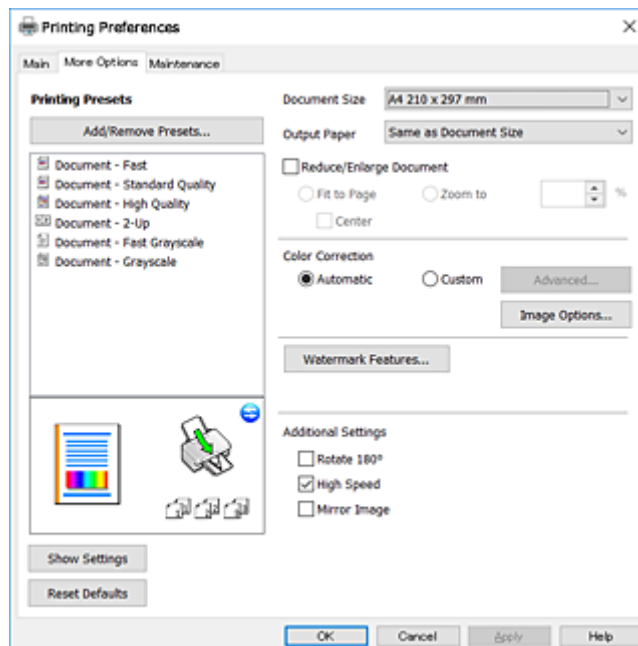 Printing Preferences
Main More Options Maintenance
Printing Presets
Add/Remove Presets...
Document - Fast
Document - Standard Quality
Document - High Quality
Document - 2-Up
Document - Fast Grayscale
Document - Grayscale
Show Settings
Reset Defaults
Document Size A4 210 x 297 mm
Output Paper Same as Document Size
Reduce/Enlarge Document
Fit to Page Zoom to %
Center
Color Correction
Automatic Custom Advanced...
Image Options...
Watermark Features...
Additional Settings
Rotate 180°
High Speed
Mirror Image
OK Cancel Apply Help